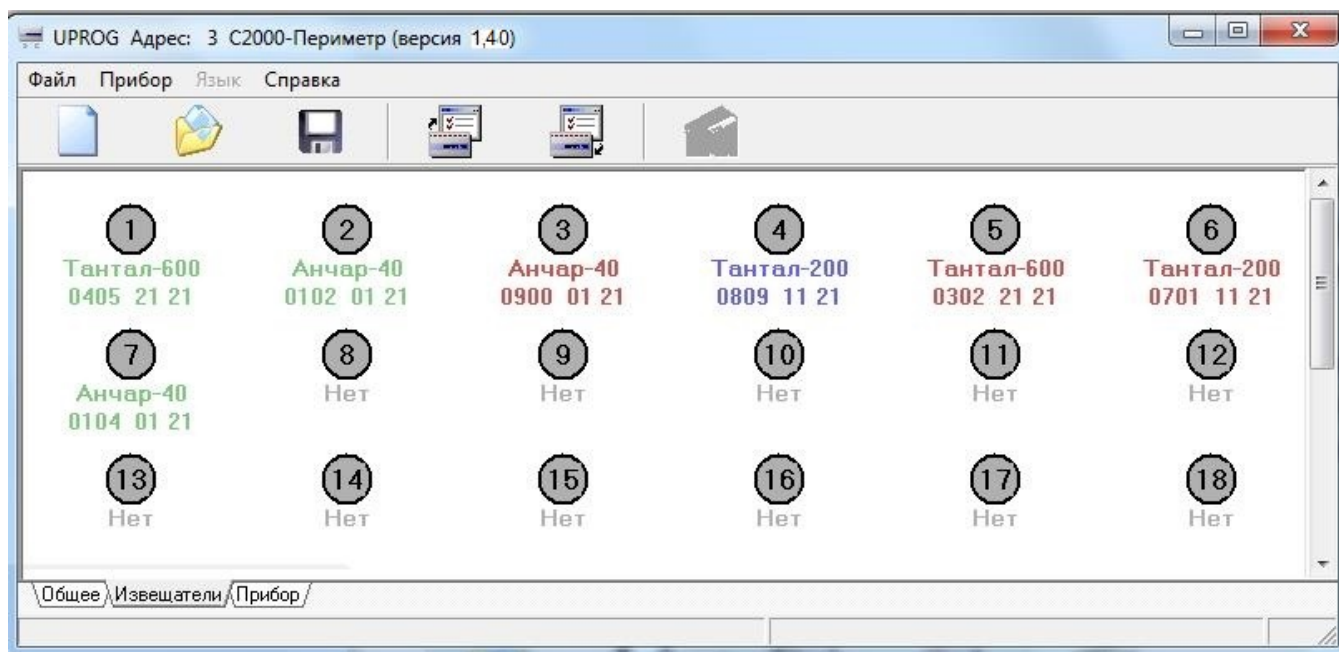 UPROG Адрес: 3 С2000-Периметр (версия 1,40)
Файл Прибор Язык Справка
1 2 3 4 5 6
Тантал-600 Анчар-40 Анчар-40 Тантал-200 Тантал-600 Тантал-200
0405 21 21 0102 01 21 0900 01 21 0809 11 21 0302 21 21 0701 11 21
7 8 9 10 11 12
Анчар-40 Нет Нет Нет Нет Нет
0104 01 21
13 14 15 16 17 18
Нет Нет Нет Нет Нет Нет
Общее Извещатели Прибор